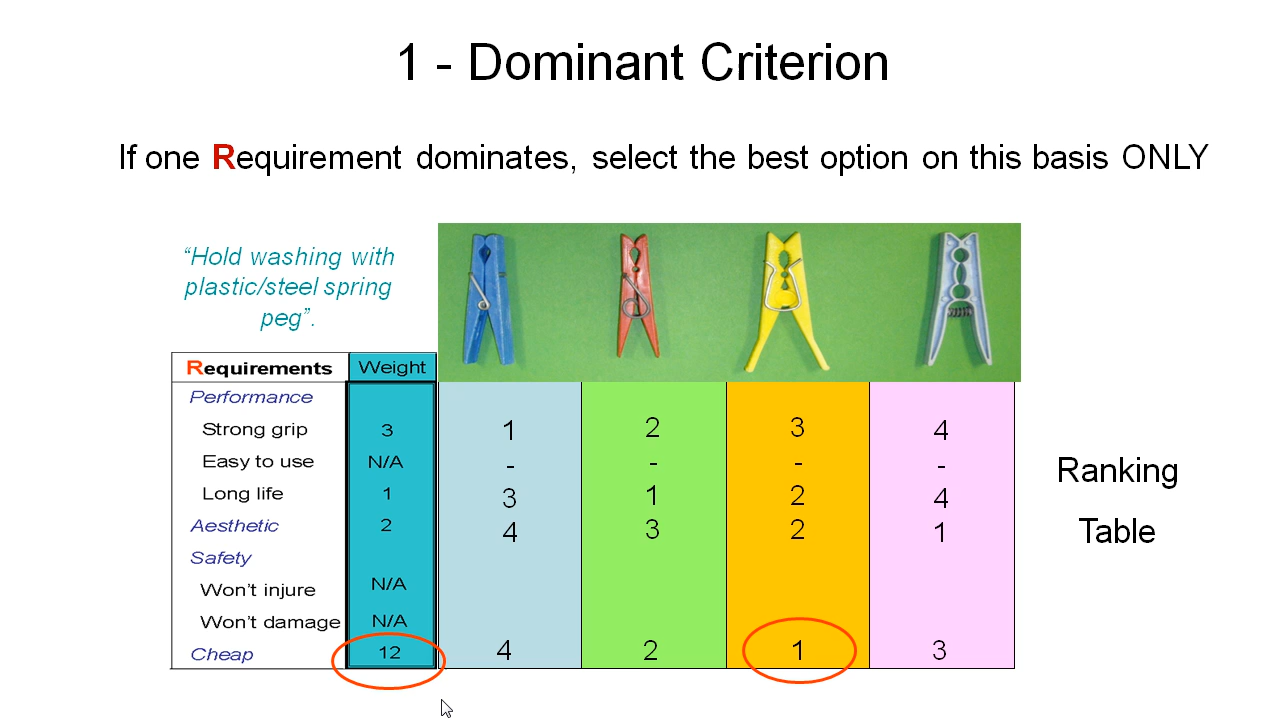 1 - Dominant Criterion
If one Requirement dominates, select the best option on this basis ONLY
“Hold washing with
plastic/steel spring
peg”.
Requirements Weight
Performance
Strong grip 3 1 2 3 4
Easy to use N/A - - - -
Long life 1 3 1 2 4
Aesthetic 2 4 3 2 1
Safety
Won't injure N/A
Won't damage N/A
Cheap 12 4 2 1 3
Ranking
Table